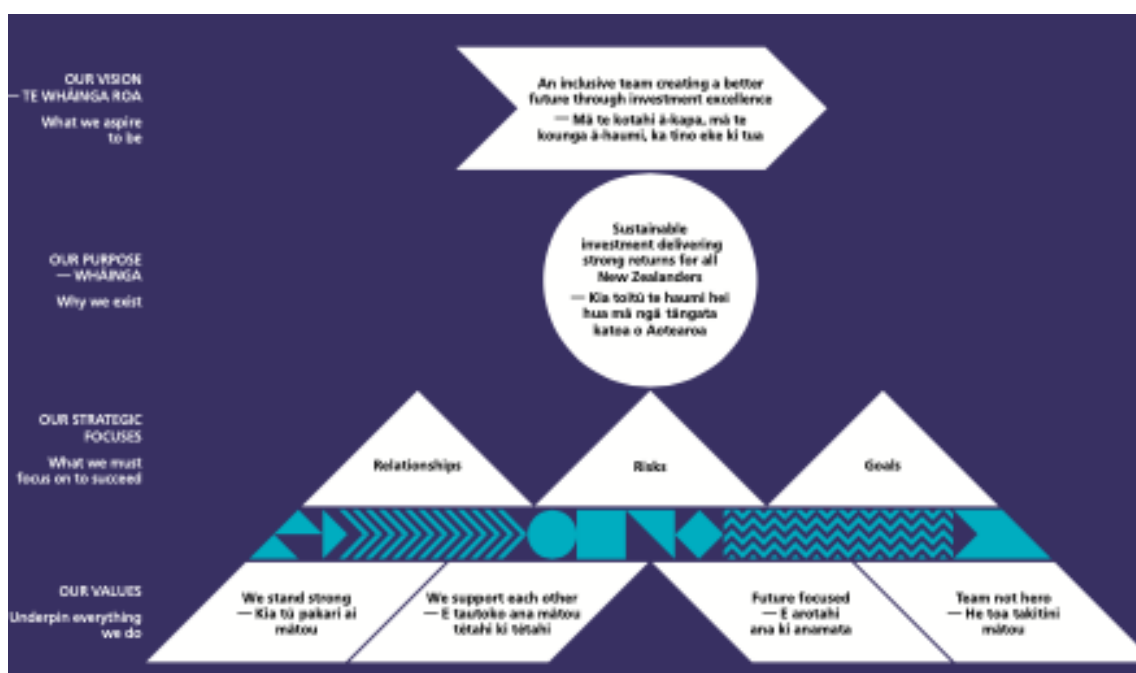 OUR VISION
— TE WHĀINGA ROA
What we aspire
to be
An inclusive team creating a better
future through investment excellence
— Mā te kotahi ā-kapa, mā te
kounga ā-haumi, ka tino eke ki tua
OUR PURPOSE
— WHĀINGA
Why we exist
Sustainable
investment delivering
strong returns for all
New Zealanders
— Kia toitū te haumi hei
hua mā ngā tāngata
katoa o Aotearoa
OUR STRATEGIC
FOCUSES
What we must
focus on to succeed
Relationships
Risks
Goals
OUR VALUES
Underpin everything
we do
We stand strong
— Kia tū pakari ai
mātou
We support each other
— E tautoko ana mātou
tētahi ki tētahi
Future focused
— E arotahi
ana ki anamata
Team not hero
— He toa takitini
mātou